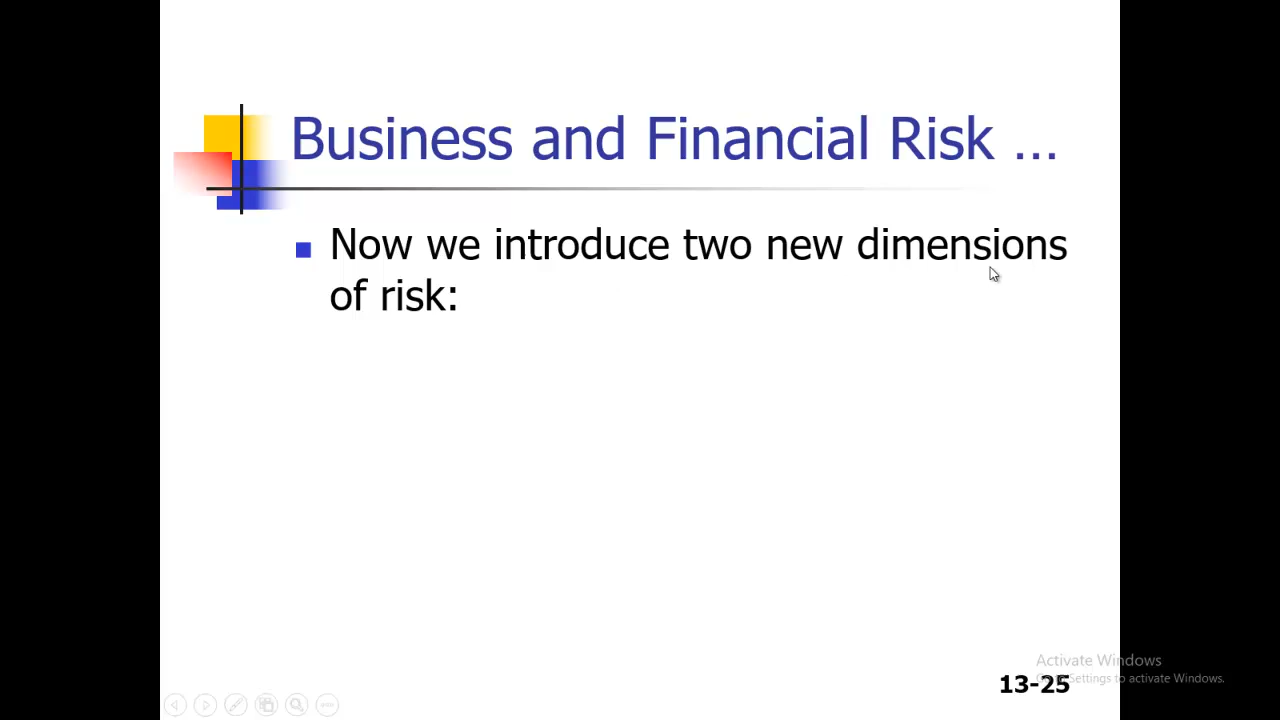 Business and Financial Risk ...
Now we introduce two new dimensions
of risk:
Activate Windows
13-25
Settings to activate Windows.